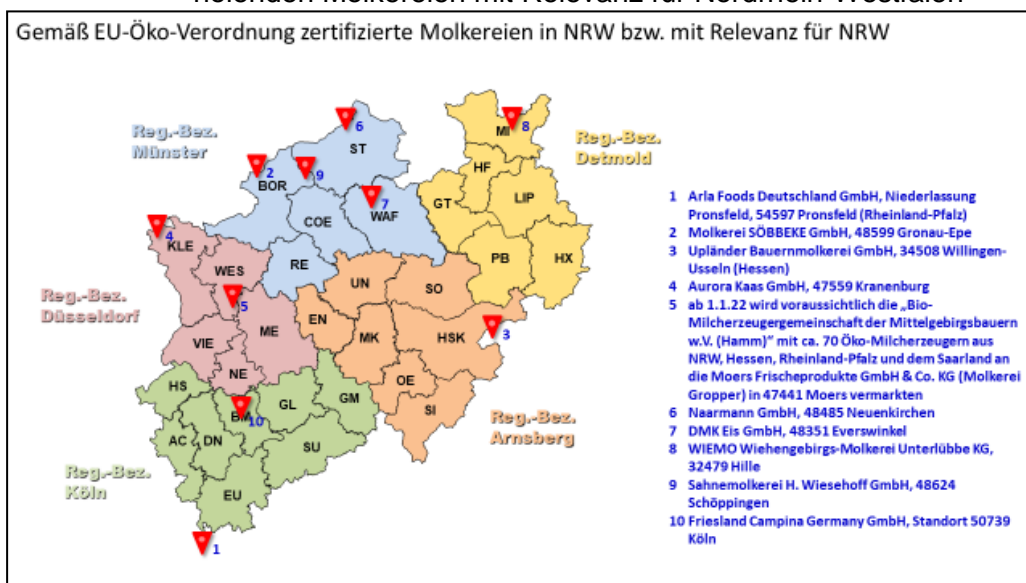 Gemäß EU-Öko-Verordnung zertifizierte Molkereien in NRW bzw. mit Relevanz für NRW
Reg.-Bez.
Münster
Reg.-Bez.
Detmold
Reg.-Bez.
Düsseldorf
Reg.-Bez.
Arnsberg
Reg.-Bez.
Köln
6
ST
MI
8
2
BOR
9
HF
LIP
GT
7
WAF
COE
4
KLE
RE
PB
HX
WES
UN
SO
5
EN
ME
MK
HSK
3
VIE
NE
OE
HS
BM
10
GL
GM
SI
AC
DN
SU
EU
1
1 Arla Foods Deutschland GmbH, Niederlassung
Pronsfeld, 54597 Pronsfeld (Rheinland-Pfalz)
2 Molkerei SÖBBEKE GmbH, 48599 Gronau-Epe
3 Upländer Bauernmolkerei GmbH, 34508 Willingen-
Usseln (Hessen)
4 Aurora Kaas GmbH, 47559 Kranenburg
5 ab 1.1.22 wird voraussichtlich die „Bio-
Milcherzeugergemeinschaft der Mittelgebirgsbauern
w.V. (Hamm)" mit ca. 70 Öko-Milcherzeugern aus
NRW, Hessen, Rheinland-Pfalz und dem Saarland an
die Moers Frischeprodukte GmbH & Co. KG (Molkerei
Gropper) in 47441 Moers vermarkten
6 Naarmann GmbH, 48485 Neuenkirchen
7 DMK Eis GmbH, 48351 Everswinkel
8 WIEMO Wiehengebirgs-Molkerei Unterlübbe KG,
32479 Hille
9 Sahnemolkerei H. Wiesehoff GmbH, 48624
Schöppingen
10 Friesland Campina Germany GmbH, Standort 50739
Köln